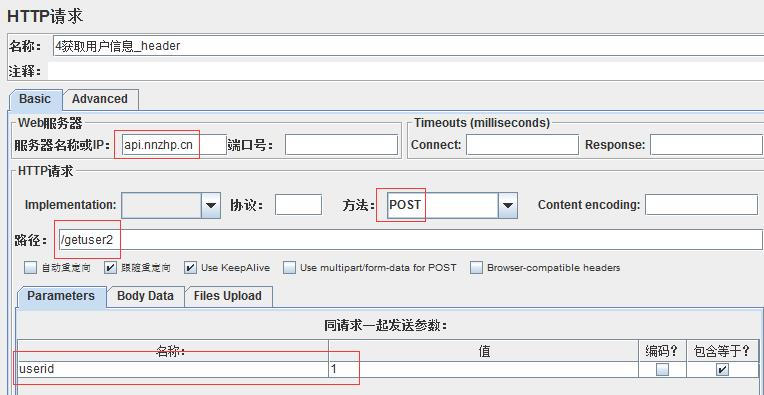 HTTP请求
名称： 4获取用户信息_header
注释：
Basic Advanced
Web服务器 Timeouts (milliseconds)
服务器名称或IP： api.nnzhp.cn 端口号： Connect: Response:
HTTP请求
Implementation: 协议： 方法： POST Content encoding:
路径： /getuser2
自动重定向 跟随重定向 Use KeepAlive Use multipart/form-data for POST Browser-compatible headers
Parameters Body Data Files Upload
同请求一起发送参数：
名称： 值 编码？ 包含等于？
userid 1